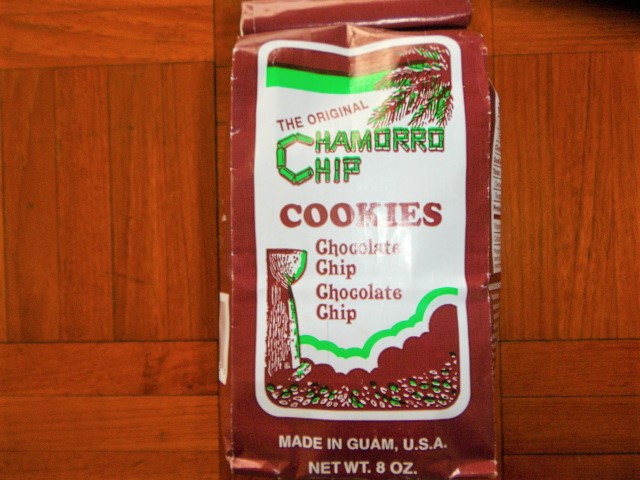 THE ORIGINAL
CHAMORRO
CHIP
COOKIES
Chocolate
Chip
Chocolate
Chip
MADE IN GUAM, U.S.A.
NET WT. 8 OZ.